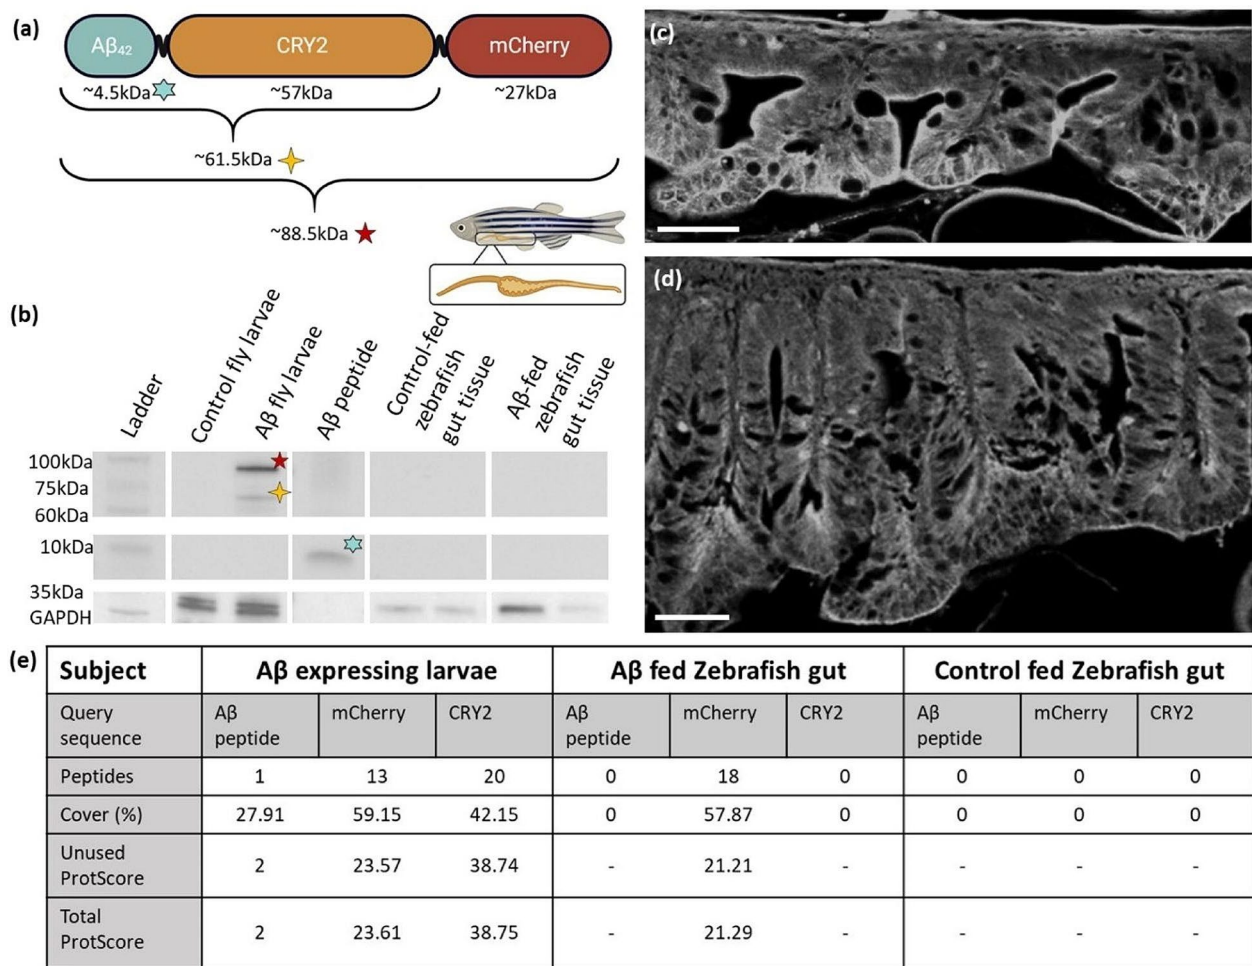 (a)
Aβ₄₂ CRY2 mCherry
~4.5kDa ~57kDa ~27kDa
~61.5kDa
~88.5kDa
(b)
Ladder
Control fly larvae
Aβ fly larvae
Aβ peptide
Control-fed
zebrafish
gut tissue
Aβ-fed
zebrafish
gut tissue
100kDa
75kDa
60kDa
10kDa
35kDa
GAPDH
(c)
(d)
(e)
Subject Aβ expressing larvae Aβ fed Zebrafish gut Control fed Zebrafish gut
Query sequence Aβ peptide mCherry CRY2 Aβ peptide mCherry CRY2 Aβ peptide mCherry CRY2
Peptides 1 13 20 0 18 0 0 0 0
Cover (%) 27.91 59.15 42.15 0 57.87 0 0 0 0
Unused ProtScore 2 23.57 38.74 - 21.21 - - - -
Total ProtScore 2 23.61 38.75 - 21.29 - - - -